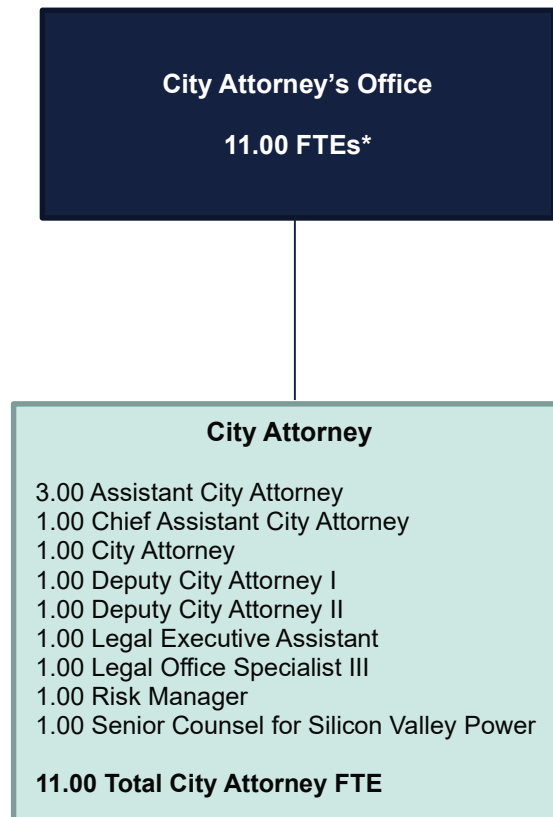 City Attorney’s Office
11.00 FTEs*
City Attorney
3.00 Assistant City Attorney
1.00 Chief Assistant City Attorney
1.00 City Attorney
1.00 Deputy City Attorney I
1.00 Deputy City Attorney II
1.00 Legal Executive Assistant
1.00 Legal Office Specialist III
1.00 Risk Manager
1.00 Senior Counsel for Silicon Valley Power
11.00 Total City Attorney FTE